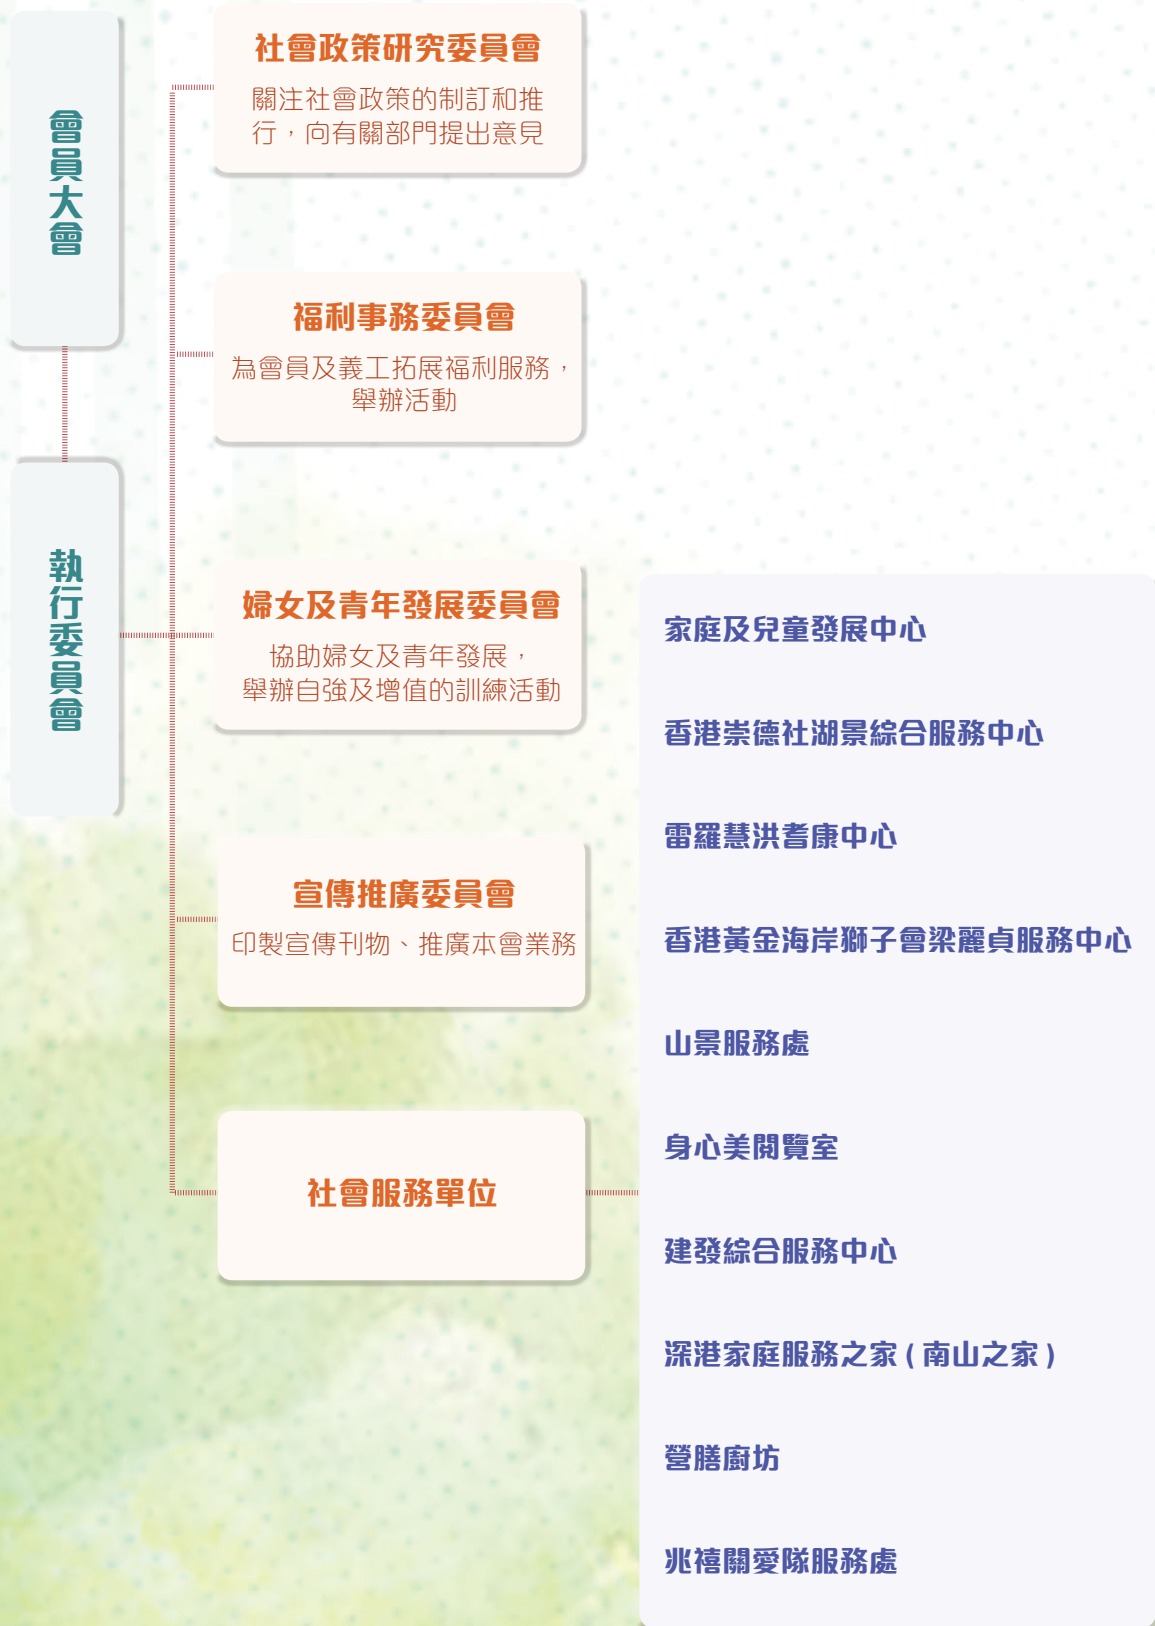 會員大會
執行委員會
社會政策研究委員會
關注社會政策的制訂和推
行，向有關部門提出意見
福利事務委員會
為會員及義工拓展福利服務，
舉辦活動
婦女及青年發展委員會
協助婦女及青年發展，
舉辦自強及增值的訓練活動
宣傳推廣委員會
印製宣傳刊物、推廣本會業務
社會服務單位
家庭及兒童發展中心
香港崇德社湖景綜合服務中心
雷羅慧洪耆康中心
香港黃金海岸獅子會梁麗貞服務中心
山景服務處
身心美閱覽室
建發綜合服務中心
深港家庭服務之家(南山之家)
營膳廚坊
兆禧關愛隊服務處